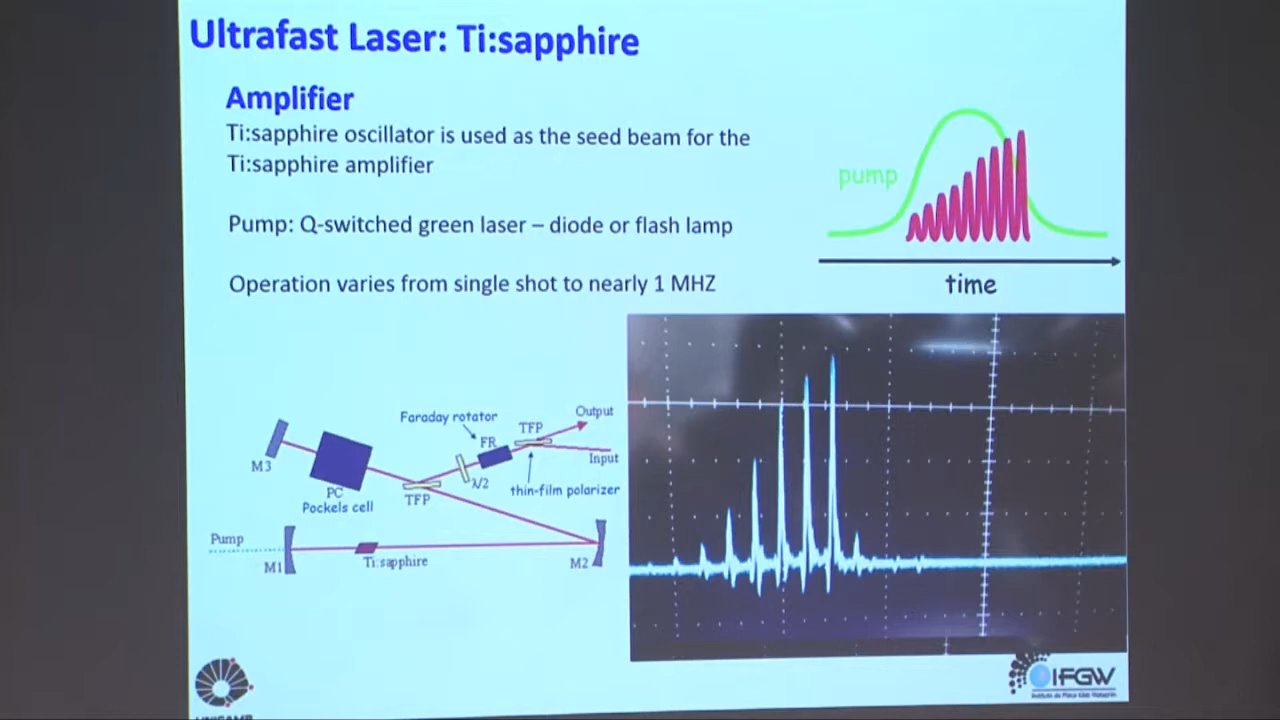 Ultrafast Laser: Ti:sapphire
Amplifier
Ti:sapphire oscillator is used as the seed beam for the
Ti:sapphire amplifier
Pump: Q-switched green laser – diode or flash lamp
Operation varies from single shot to nearly 1 MHZ
pump
time
Faraday rotator
Output
TFP
FR
Input
M3
λ/2
PC
Pockels cell
TFP
thin-film polarizer
Pump
M1
Ti:sapphire
M2
UNICAMP
IFGW